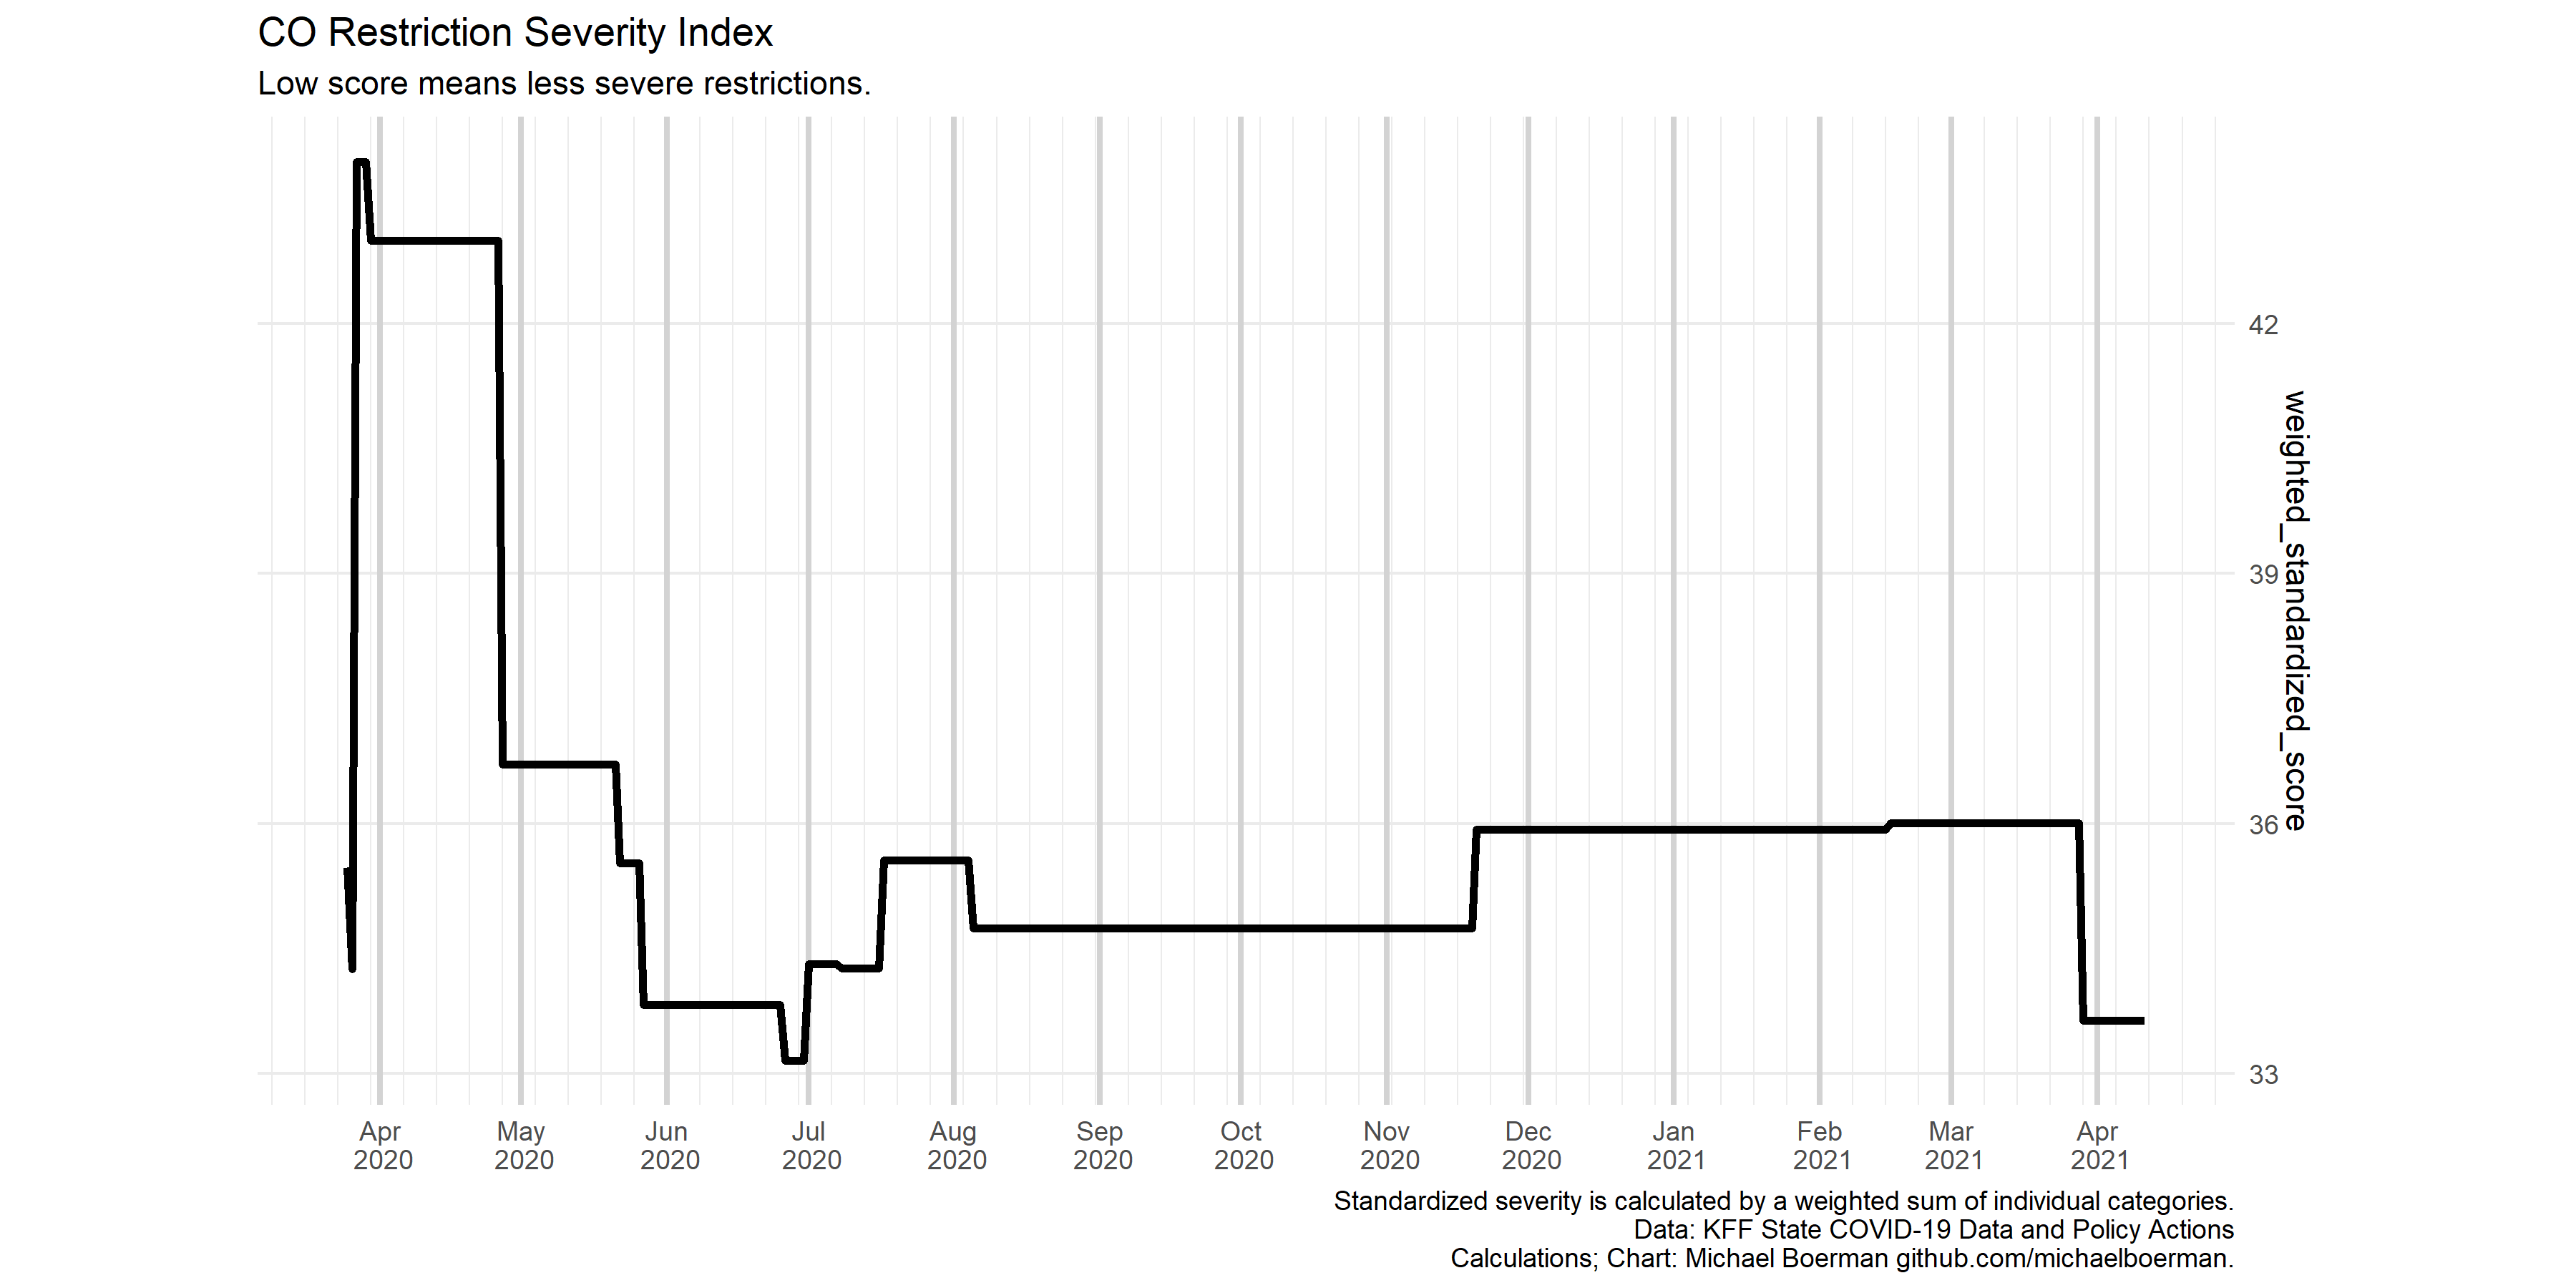 CO Restriction Severity Index
Low score means less severe restrictions.
42
39
36
33
weighted_standardized_score
Apr
2020
May
2020
Jun
2020
Jul
2020
Aug
2020
Sep
2020
Oct
2020
Nov
2020
Dec
2020
Jan
2021
Feb
2021
Mar
2021
Apr
2021
Standardized severity is calculated by a weighted sum of individual categories.
Data: KFF State COVID-19 Data and Policy Actions
Calculations; Chart: Michael Boerman github.com/michaelboerman.